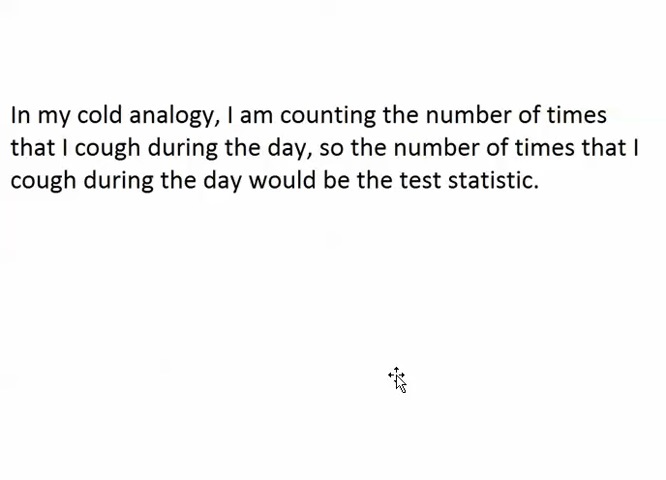 In my cold analogy, I am counting the number of times
that I cough during the day, so the number of times that I
cough during the day would be the test statistic.